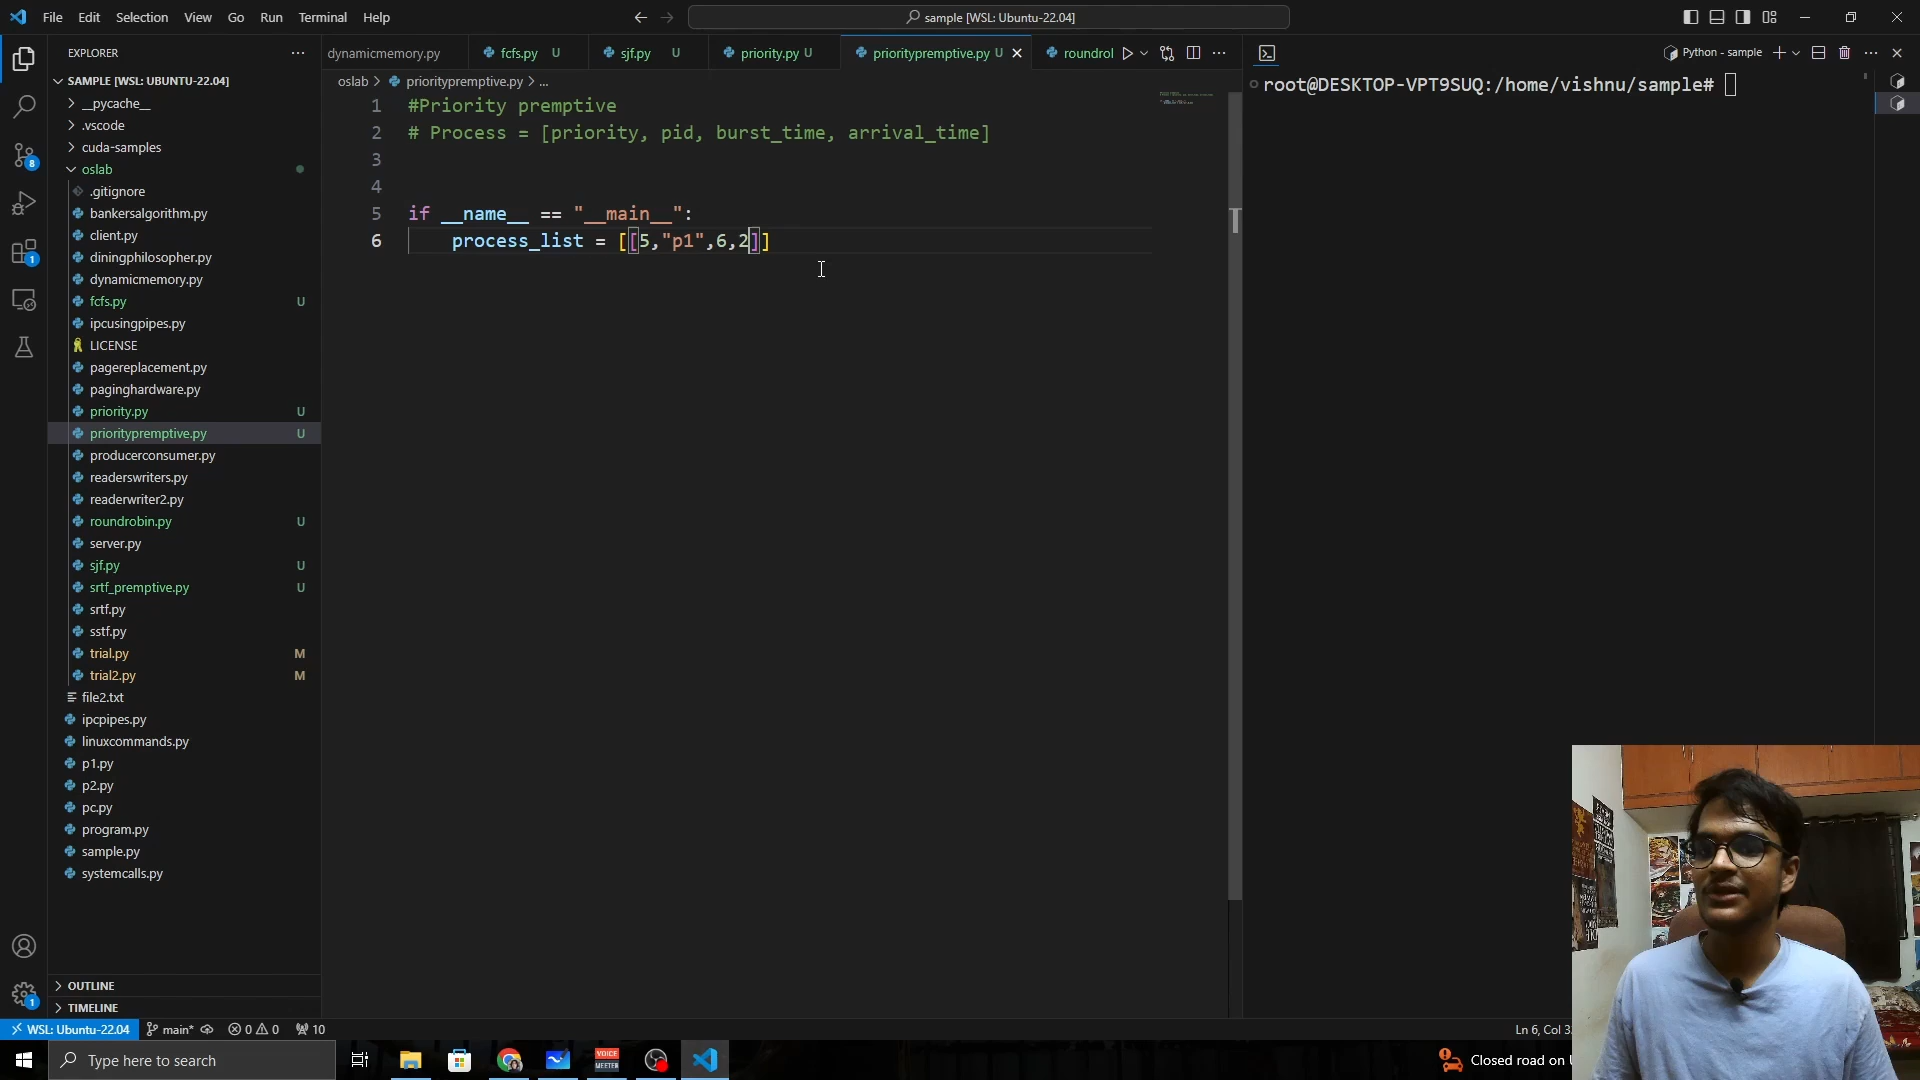 File Edit Selection View Go Run Terminal Help
sample [WSL: Ubuntu-22.04]
EXPLORER
SAMPLE [WSL: UBUNTU-22.04]
__pycache__
.vscode
cuda-samples
oslab
.gitignore
bankersalgorithm.py
client.py
diningphilosopher.py
dynamicmemory.py
fcfs.py U
ipcusingpipes.py
LICENSE
pagereplacement.py
paginghardware.py
priority.py U
prioritypremptive.py U
producerconsumer.py
readerswriters.py
readerwriter2.py
roundrobin.py U
server.py
sjf.py U
srtf_premptive.py U
srtf.py
sstf.py
trial.py M
trial2.py M
file2.txt
ipcpipes.py
linuxcommands.py
p1.py
p2.py
pc.py
program.py
sample.py
systemcalls.py
OUTLINE
TIMELINE
8
1
1
dynamicmemory.py fcfs.py U sjf.py U priority.py U prioritypremptive.py U roundrol
oslab > prioritypremptive.py > ...
1 #Priority premptive
2 # Process = [priority, pid, burst_time, arrival_time]
3
4
5 if __name__ == "__main__":
6 process_list = [[5,"p1",6,2]]
Python - sample
root@DESKTOP-VPT9SUQ:/home/vishnu/sample#
WSL: Ubuntu-22.04 main* 0 0 10
Ln 6, Col 3
Type here to search
VOICE
MEETER
Closed road on